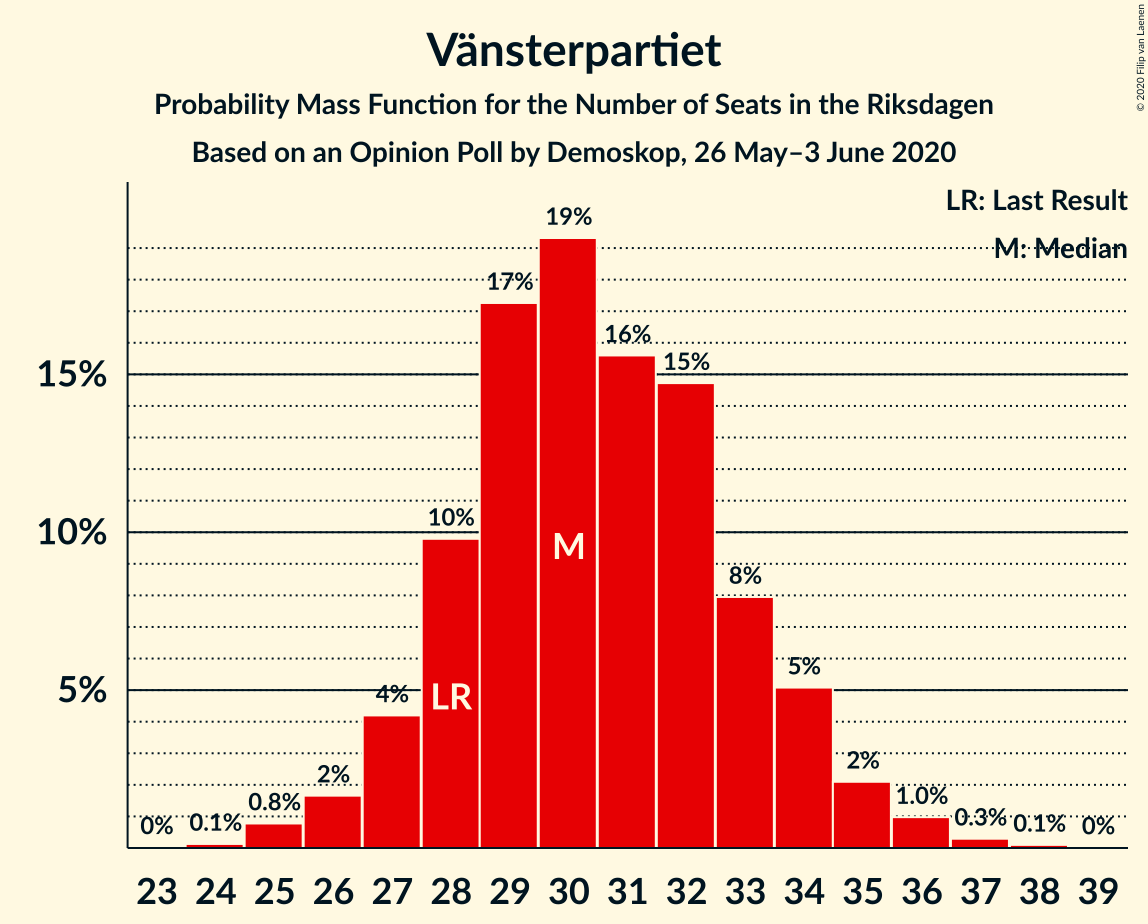 © 2020 Filip van Laenen
Vänsterpartiet
Probability Mass Function for the Number of Seats in the Riksdagen
Based on an Opinion Poll by Demoskop, 26 May–3 June 2020
LR: Last Result
M: Median
15%
10%
5%
0% 0.1% 0.8% 2% 4% 10% 17% 19% 16% 15% 8% 5% 2% 1.0% 0.3% 0.1% 0%
LR M
23 24 25 26 27 28 29 30 31 32 33 34 35 36 37 38 39